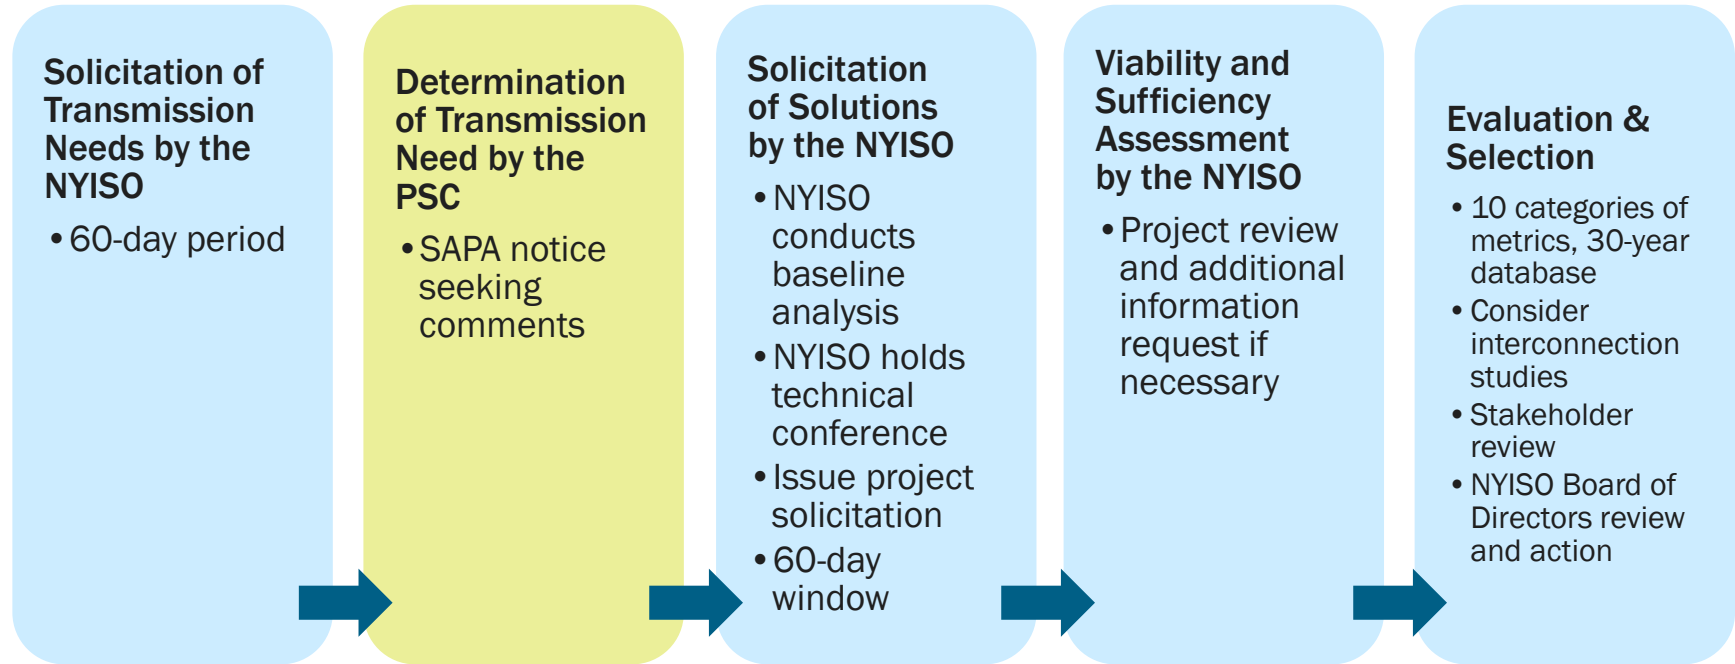 Solicitation of
Transmission
Needs by the
NYISO
• 60-day period
Determination
of Transmission
Need by the
PSC
• SAPA notice
seeking
comments
Solicitation
of Solutions
by the NYISO
• NYISO
conducts
baseline
analysis
• NYISO holds
technical
conference
• Issue project
solicitation
• 60-day
window
Viability and
Sufficiency
Assessment
by the NYISO
• Project review
and additional
information
request if
necessary
Evaluation &
Selection
• 10 categories of
metrics, 30-year
database
• Consider
interconnection
studies
• Stakeholder
review
• NYISO Board of
Directors review
and action